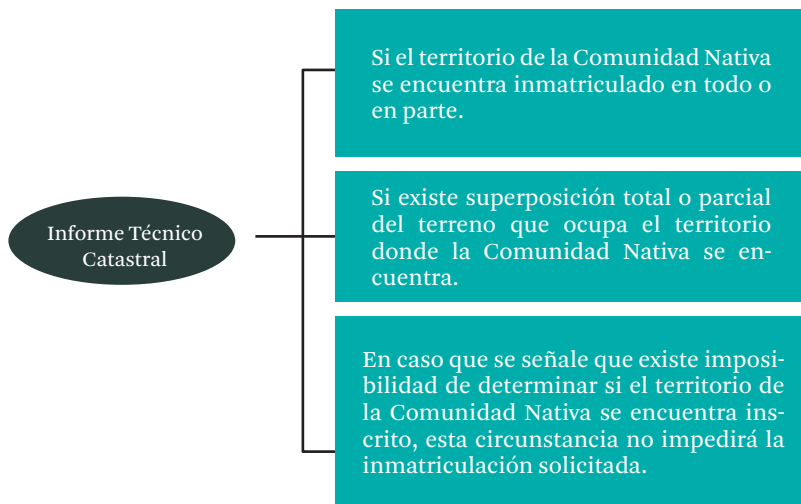 Si el territorio de la Comunidad Nativa
se encuentra inmatriculado en todo o
en parte.
Informe Técnico
Catastral
Si existe superposición total o parcial
del terreno que ocupa el territorio
donde la Comunidad Nativa se en-
cuentra.
En caso que se señale que existe imposi-
bilidad de determinar si el territorio de
la Comunidad Nativa se encuentra ins-
crito, esta circunstancia no impedirá la
inmatriculación solicitada.